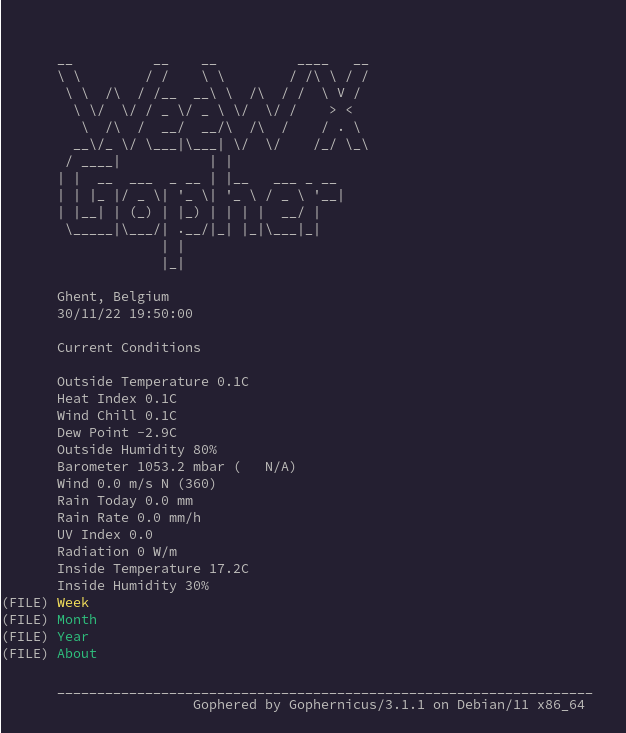 WEEWX
Gopher
Ghent, Belgium
30/11/22 19:50:00
Current Conditions
Outside Temperature 0.1C
Heat Index 0.1C
Wind Chill 0.1C
Dew Point -2.9C
Outside Humidity 80%
Barometer 1053.2 mbar (   N/A)
Wind 0.0 m/s N (360)
Rain Today 0.0 mm
Rain Rate 0.0 mm/h
UV Index 0.0
Radiation 0 W/m
Inside Temperature 17.2C
Inside Humidity 30%
(FILE) Week
(FILE) Month
(FILE) Year
(FILE) About
Gophered by Gophernicus/3.1.1 on Debian/11 x86_64